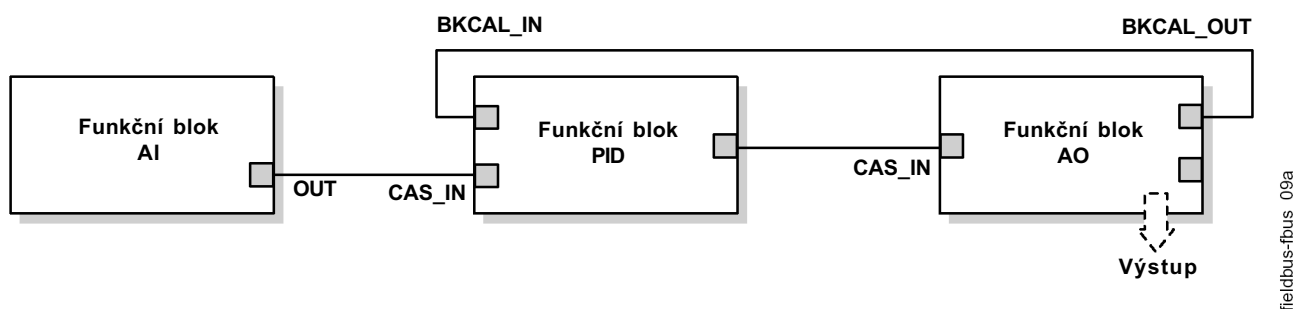 BKCAL_IN
BKCAL_OUT
Funkční blok
AI
Funkční blok
PID
Funkční blok
AO
OUT
CAS_IN
CAS_IN
Výstup
fieldbus-fbus_09a